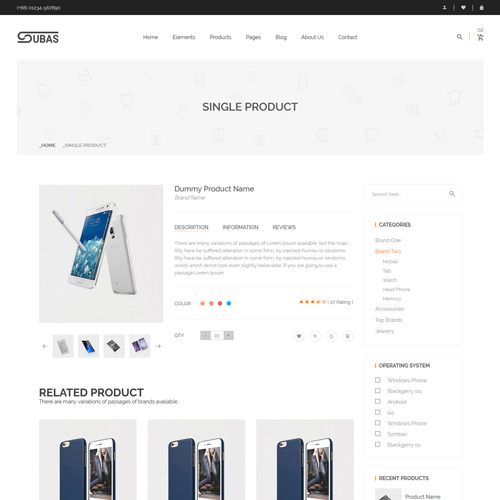 (+88) 01234-567890
SUBAS
Home Elements Products Pages Blog About Us Contact
02
SINGLE PRODUCT
_HOME _SINGLE PRODUCT
Dummy Product Name
Brand Name
DESCRIPTION INFORMATION REVIEWS
There are many variations of passages of Lorem Ipsum available, but the majo
Rity have be suffered alteration in some form, by injected humou or randomis
Rity have be suffered alteration in some form, by injected humou or randomis
words which donot look even slightly believable. If you are going to use a
passage Lorem Ipsum.
COLOR
( 27 Rating )
QTY
- 02 +
Search here...
CATEGORIES
Brand One
Brand Two
Mobile
Tab
Watch
Head Phone
Memory
Accessories
Top Brands
Jewelry
OPERATING SYSTEM
Windows Phone
Bleckgerry ios
Android
ios
Windows Phone
Symban
Bleckgerry os
RECENT PRODUCTS
Product Name
RELATED PRODUCT
There are many variations of passages of brands available.